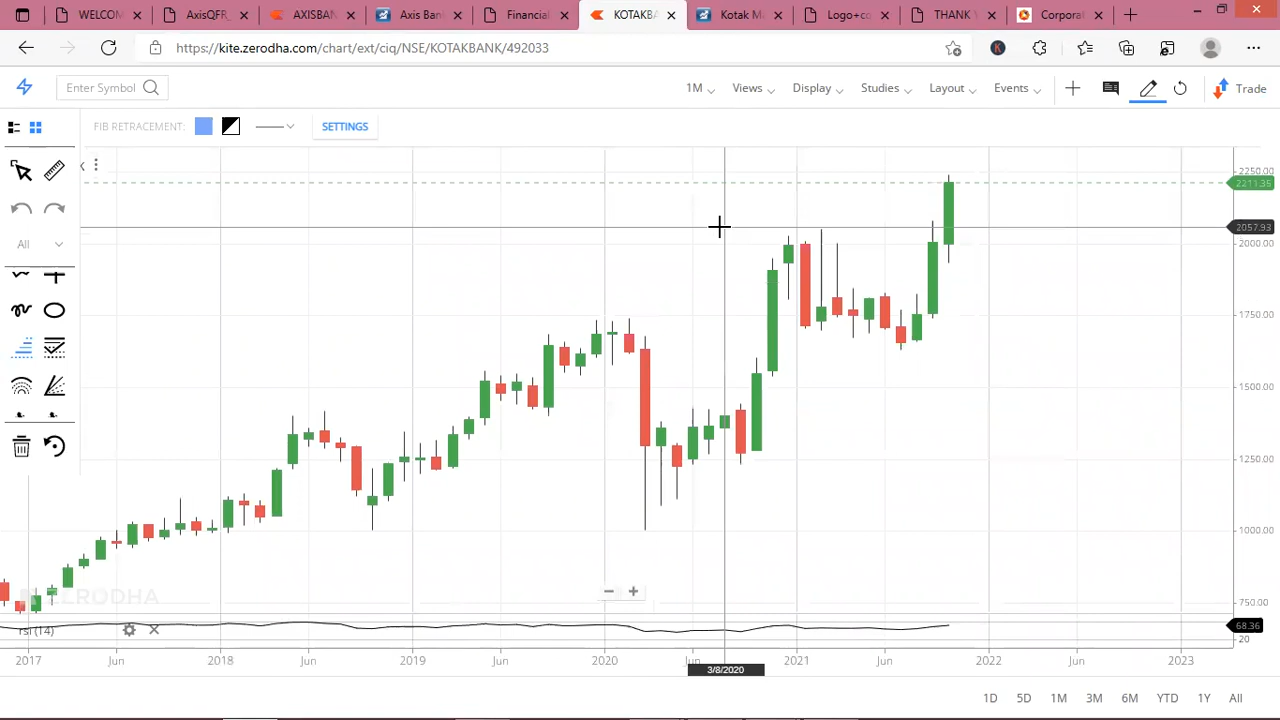 WELCOM
AxisQFR_
AXISBAN
Axis Ban
Financial
KOTAKBA
Kotak M
Logo+co
THANK Y
Corporat
https://kite.zerodha.com/chart/ext/ciq/NSE/KOTAKBANK/492033
K
Enter Symbol
1M
Views
Display
Studies
Layout
Events
Trade
FIB RETRACEMENT:
SETTINGS
All
2250.00
2211.35
2057.93
2000.00
1750.00
1500.00
1250.00
1000.00
750.00
ZERODHA
rsi (14)
68.36
20
2017
Jun
2018
Jun
2019
Jun
2020
Jun
2021
Jun
2022
Jun
2023
3/8/2020
1D
5D
1M
3M
6M
YTD
1Y
All